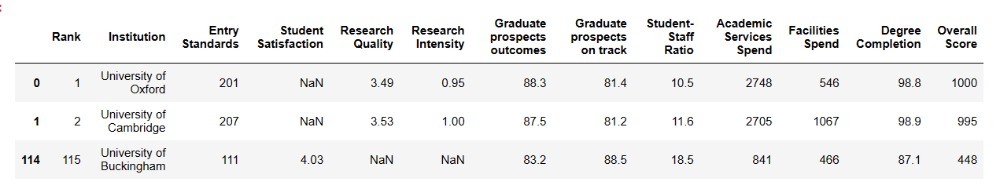 Rank Institution Entry Standards Student Satisfaction Research Quality Research Intensity Graduate prospects outcomes Graduate prospects on track Student-Staff Ratio Academic Services Spend Facilities Spend Degree Completion Overall Score
0 1 University of Oxford 201 NaN 3.49 0.95 88.3 81.4 10.5 2748 546 98.8 1000
1 2 University of Cambridge 207 NaN 3.53 1.00 87.5 81.2 11.6 2705 1067 98.9 995
114 115 University of Buckingham 111 4.03 NaN NaN 83.2 88.5 18.5 841 466 87.1 448